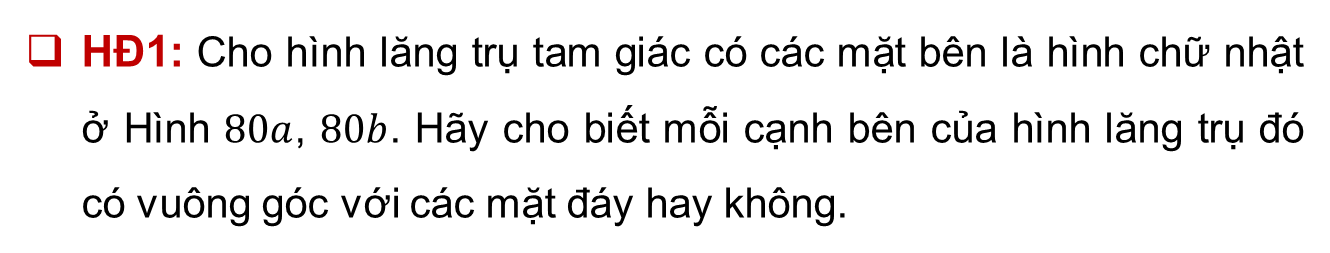 ❑ HĐ1: Cho hình lăng trụ tam giác có các mặt bên là hình chữ nhật
ở Hình 80a, 80b. Hãy cho biết mỗi cạnh bên của hình lăng trụ đó
có vuông góc với các mặt đáy hay không.